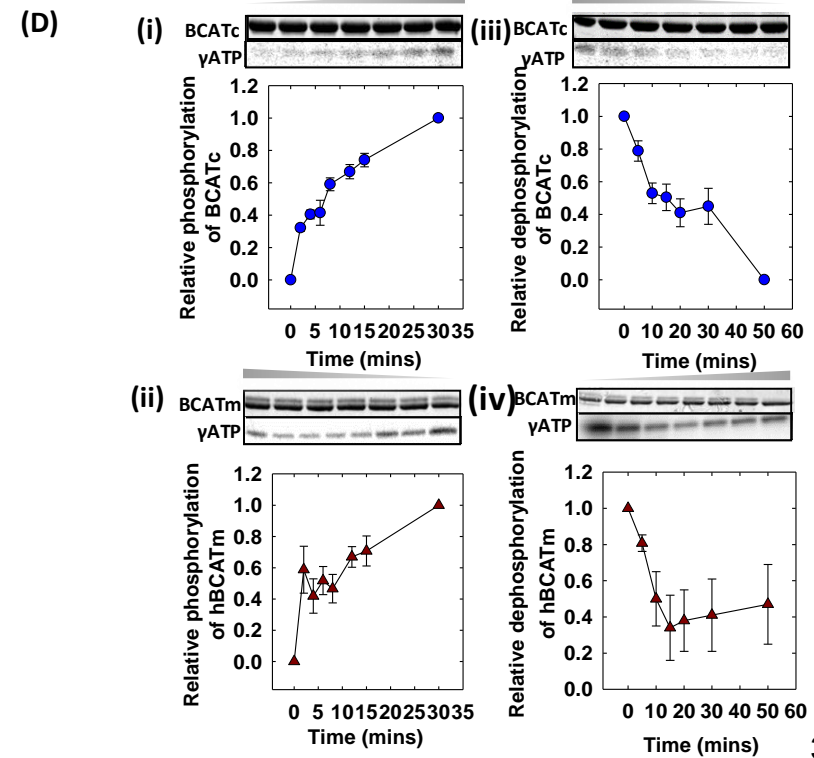 (D)
(i)
BCATc
γATP
1.2
1.0
0.8
0.6
0.4
0.2
0.0
Relative phosphorylation
of BCATc
0 5 10 15 20 25 30 35
Time (mins)
(iii)
BCATc
γATP
1.2
1.0
0.8
0.6
0.4
0.2
0.0
Relative dephosphorylation
of BCATc
0 10 20 30 40 50 60
Time (mins)
(ii)
BCATm
γATP
1.2
1.0
0.8
0.6
0.4
0.2
0.0
Relative phosphorylation
of hBCATm
0 5 10 15 20 25 30 35
Time (mins)
(iv)
BCATm
γATP
1.2
1.0
0.8
0.6
0.4
0.2
0.0
Relative dephosphorylation
of hBCATm
0 10 20 30 40 50 60
Time (mins)